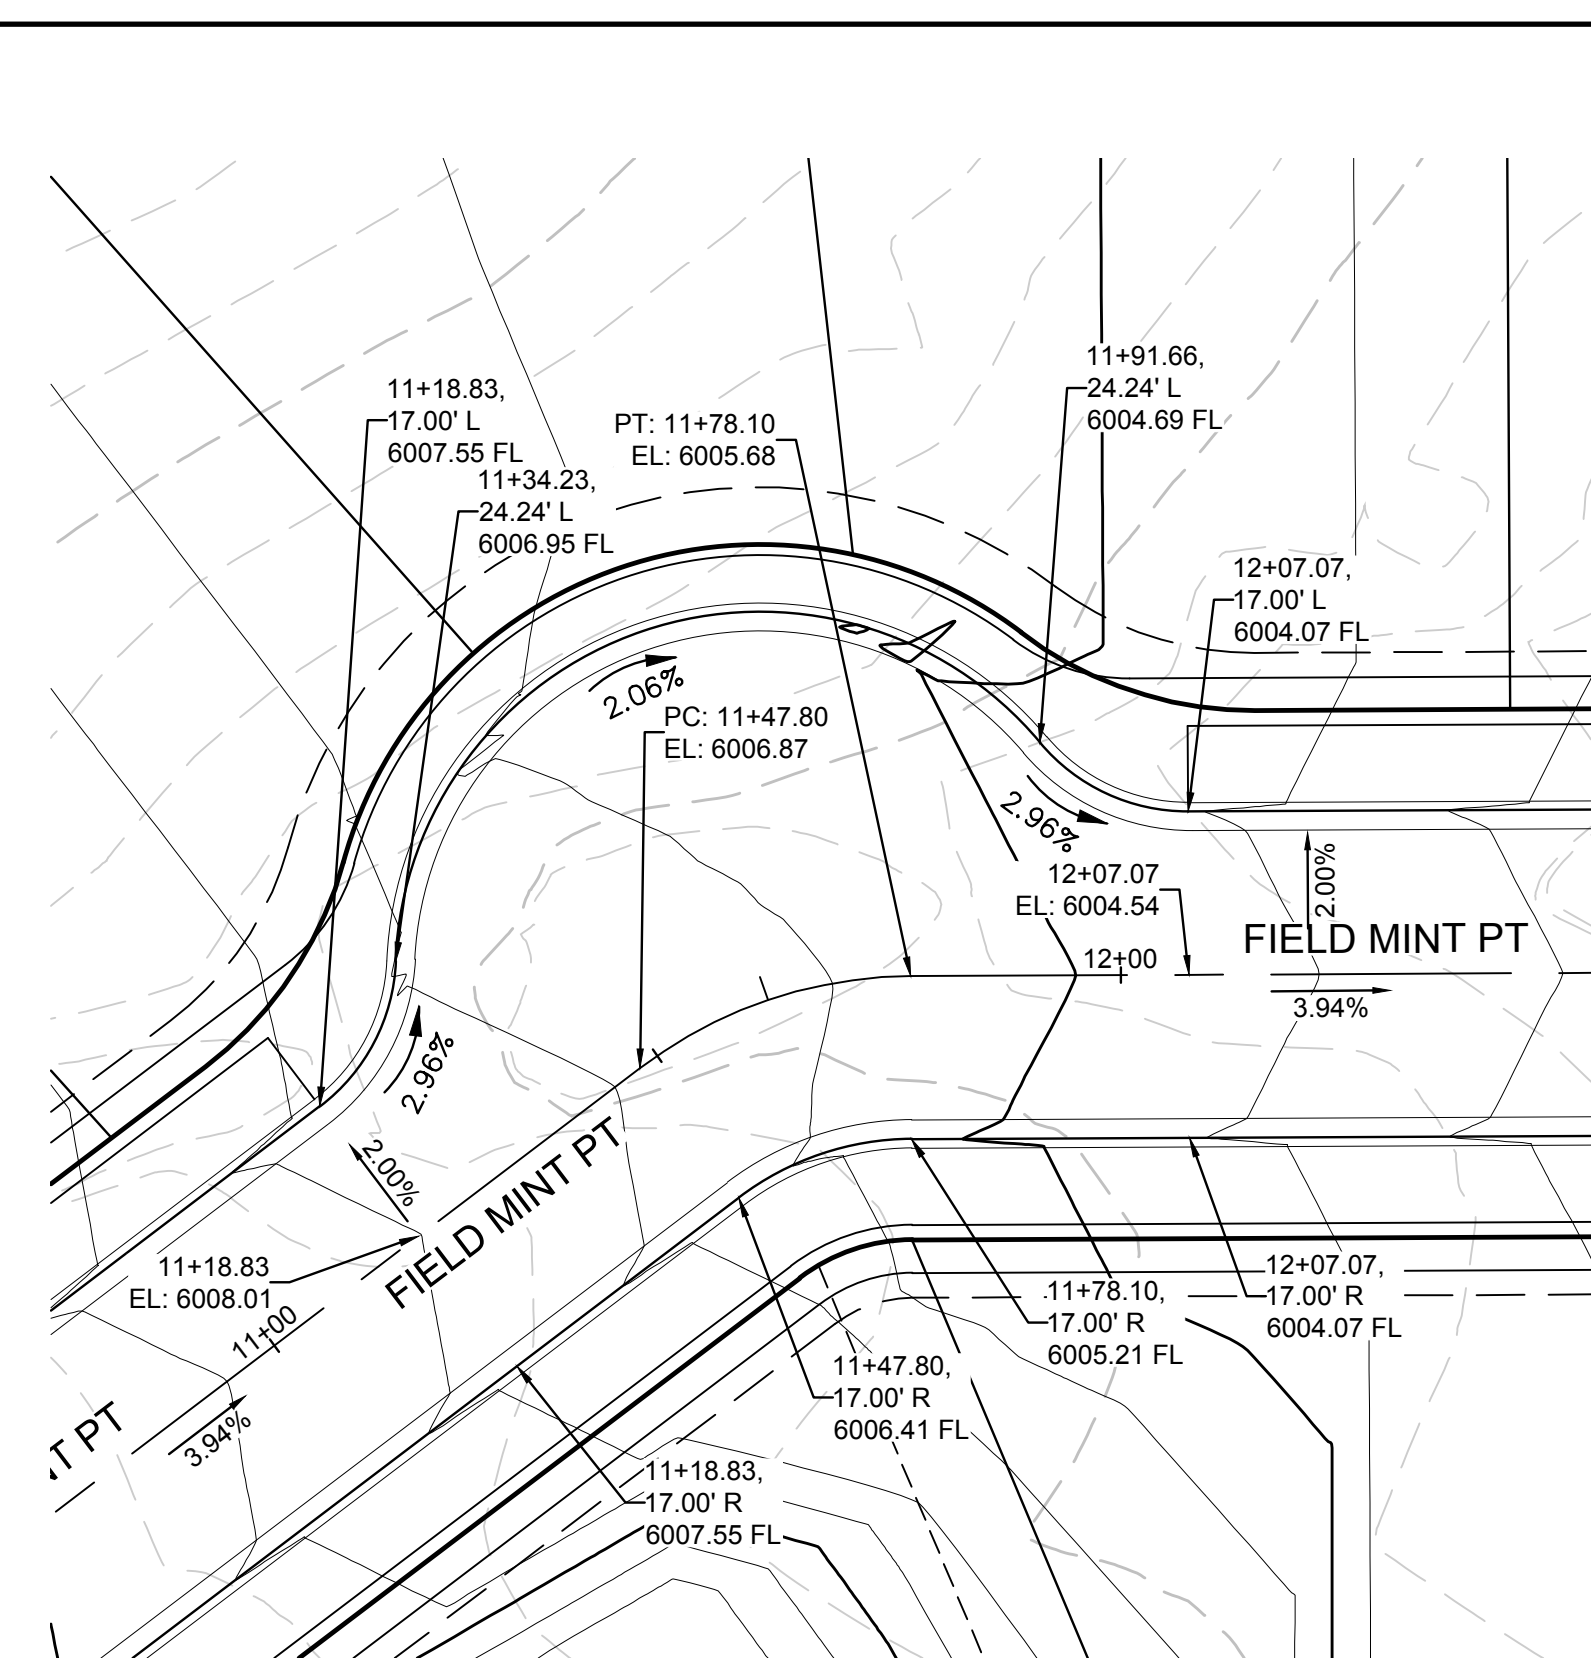 11+91.66,
24.24' L
6004.69 FL
11+18.83,
17.00' L
6007.55 FL
PT: 11+78.10
EL: 6005.68
11+34.23,
24.24' L
6006.95 FL
12+07.07,
17.00' L
6004.07 FL
2.06%
PC: 11+47.80
EL: 6006.87
2.96%
12+07.07
EL: 6004.54
2.00%
FIELD MINT PT
12+00
3.94%
2.96%
2.00%
FIELD MINT PT
11+18.83
EL: 6008.01
11+00
12+07.07,
17.00' R
6004.07 FL
11+78.10,
17.00' R
6005.21 FL
11+47.80,
17.00' R
6006.41 FL
NT PT
3.94%
11+18.83,
17.00' R
6007.55 FL